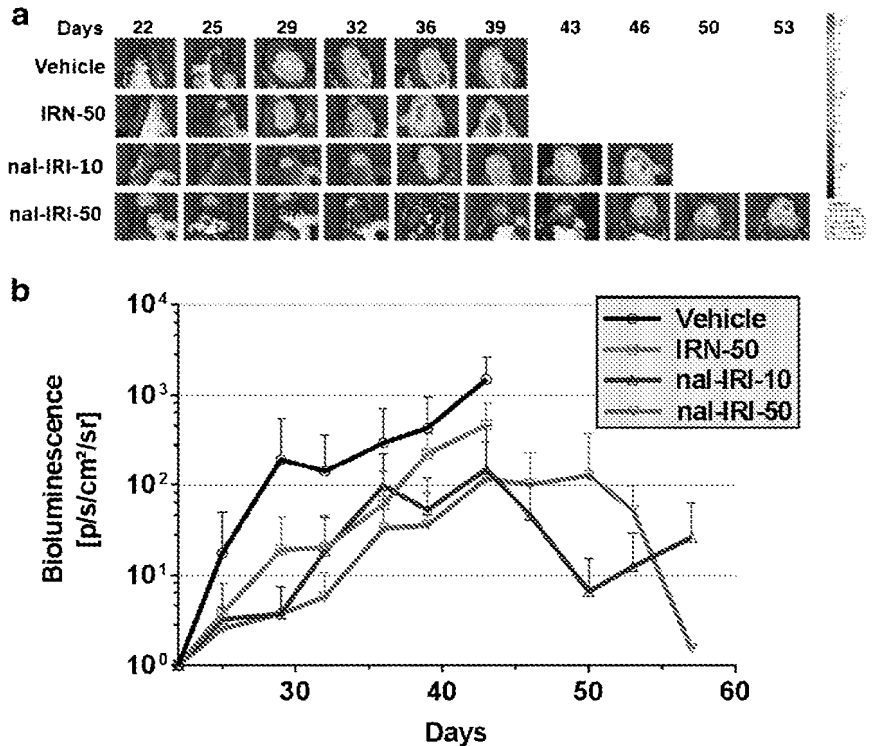 a
Days 22 25 29 32 36 39 43 46 50 53
Vehicle
IRN-50
nal-IRI-10
nal-IRI-50
b
Bioluminescence
[p/s/cm²/sr]
10⁴
10³
10²
10¹
10⁰
30 40 50 60
Days
Vehicle
IRN-50
nal-IRI-10
nal-IRI-50